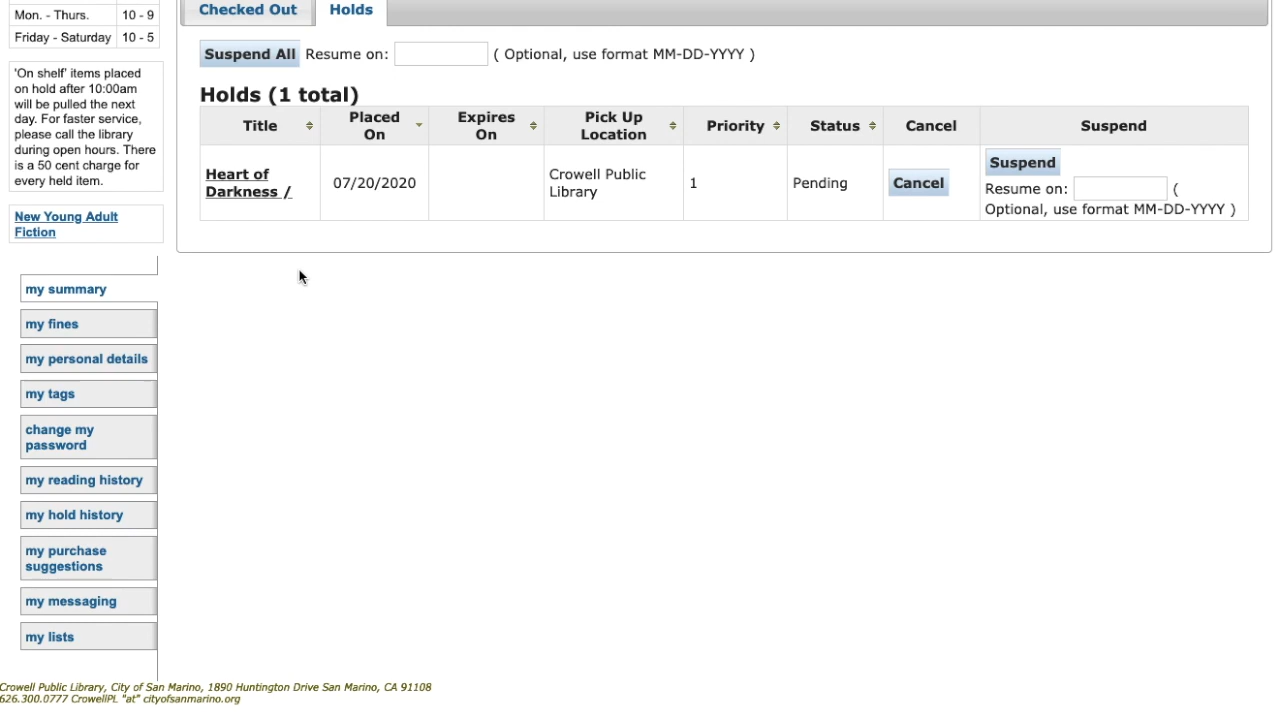 Mon. - Thurs. 10 - 9
Friday - Saturday 10 - 5
'On shelf' items placed
on hold after 10:00am
will be pulled the next
day. For faster service,
please call the library
during open hours. There
is a 50 cent charge for
every held item.
New Young Adult
Fiction
my summary
my fines
my personal details
my tags
change my
password
my reading history
my hold history
my purchase
suggestions
my messaging
my lists
Checked Out Holds
Suspend All Resume on: ( Optional, use format MM-DD-YYYY )
Holds (1 total)
Title Placed On Expires On Pick Up Location Priority Status Cancel Suspend
Heart of
Darkness /
07/20/2020
Crowell Public
Library
1
Pending
Cancel
Suspend
Resume on: (
Optional, use format MM-DD-YYYY )
Crowell Public Library, City of San Marino, 1890 Huntington Drive San Marino, CA 91108
626.300.0777 CrowellPL "at" cityofsanmarino.org